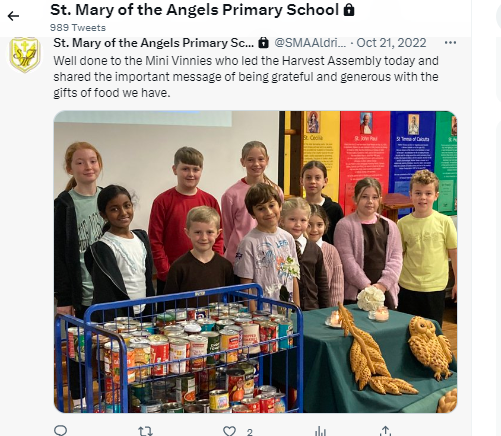 St. Mary of the Angels Primary School
989 Tweets
St. Mary of the Angels Primary Sc... @SMAAldri... · Oct 21, 2022 ...
Well done to the Mini Vinnies who led the Harvest Assembly today and
shared the important message of being grateful and generous with the
gifts of food we have.
St. Cecilia
St. John Paul
St Teresa of Calcutta
2